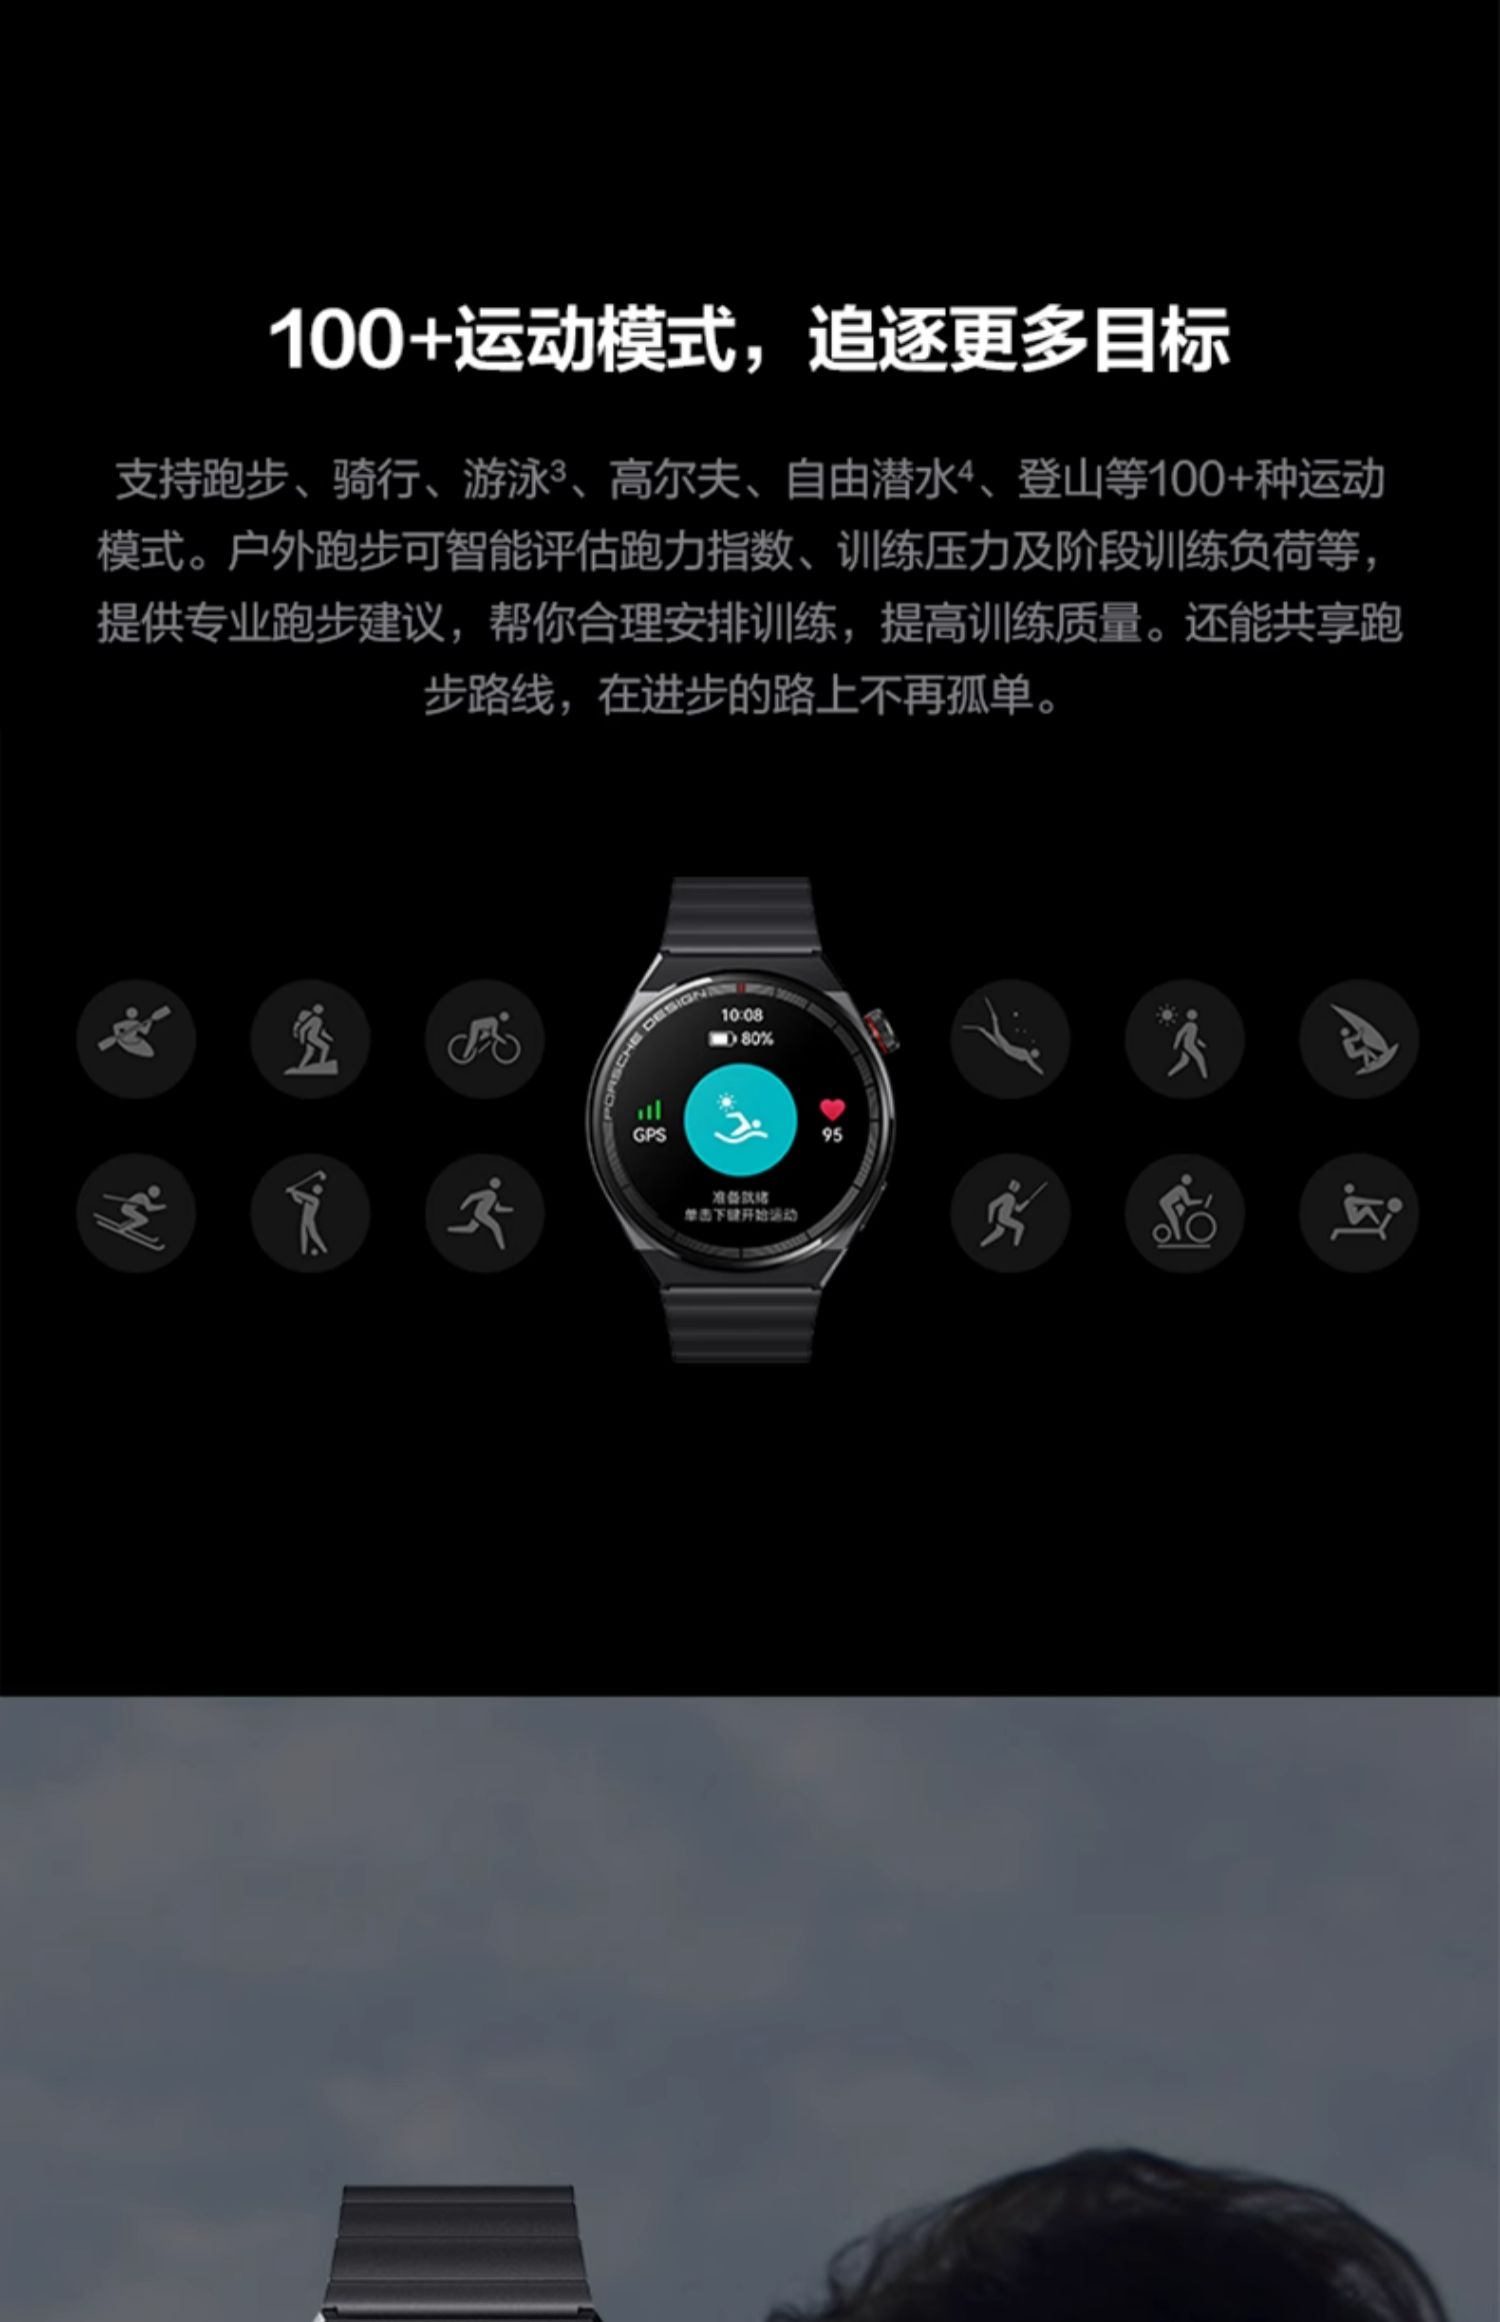 100+运动模式，追逐更多目标
支持跑步、骑行、游泳³、高尔夫、自由潜水⁴、登山等100+种运动
模式。户外跑步可智能评估跑力指数、训练压力及阶段训练负荷等，
提供专业跑步建议，帮你合理安排训练，提高训练质量。还能共享跑
步路线，在进步的路上不再孤单。
PORSCHE DESIGN
10:08
80%
GPS
95
准备就绪
单击下键开始运动